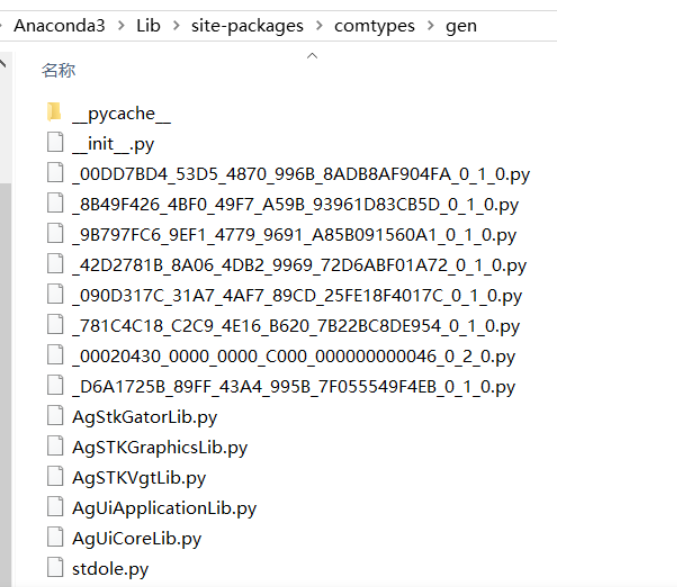 Anaconda3 > Lib > site-packages > comtypes > gen
名称
__pycache__
__init__.py
_00DD7BD4_53D5_4870_996B_8ADB8AF904FA_0_1_0.py
_8B49F426_4BF0_49F7_A59B_93961D83CB5D_0_1_0.py
_9B797FC6_9EF1_4779_9691_A85B091560A1_0_1_0.py
_42D2781B_8A06_4DB2_9969_72D6ABF01A72_0_1_0.py
_090D317C_31A7_4AF7_89CD_25FE18F4017C_0_1_0.py
_781C4C18_C2C9_4E16_B620_7B22BC8DE954_0_1_0.py
_00020430_0000_0000_C000_000000000046_0_2_0.py
_D6A1725B_89FF_43A4_995B_7F055549F4EB_0_1_0.py
AgStkGatorLib.py
AgSTKGraphicsLib.py
AgSTKVgtLib.py
AgUiApplicationLib.py
AgUiCoreLib.py
stdole.py